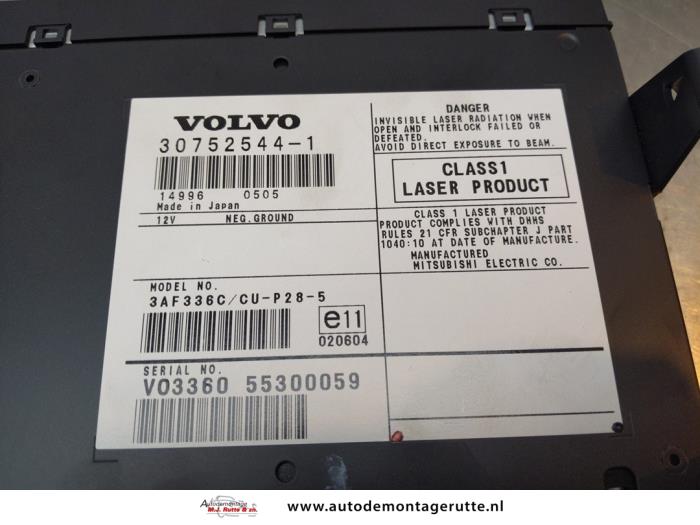 VOLVO
30752544-1
14996 0505
Made in Japan
12V NEG.GROUND
MODEL NO.
3AF336C/CU-P28-5
e11
020604
SERIAL NO.
VO3360 55300059
DANGER
INVISIBLE LASER RADIATION WHEN
OPEN AND INTERLOCK FAILED OR
DEFEATED.
AVOID DIRECT EXPOSURE TO BEAM.
CLASS1
LASER PRODUCT
CLASS 1 LASER PRODUCT
PRODUCT COMPLIES WITH DHHS
RULES 21 CFR SUBCHAPTER J PART
1040:10 AT DATE OF MANUFACTURE.
MANUFACTURED
MITSUBISHI ELECTRIC CO.
Autodemontage
M.J. Rutte & zn.
www.autodemontagerutte.nl